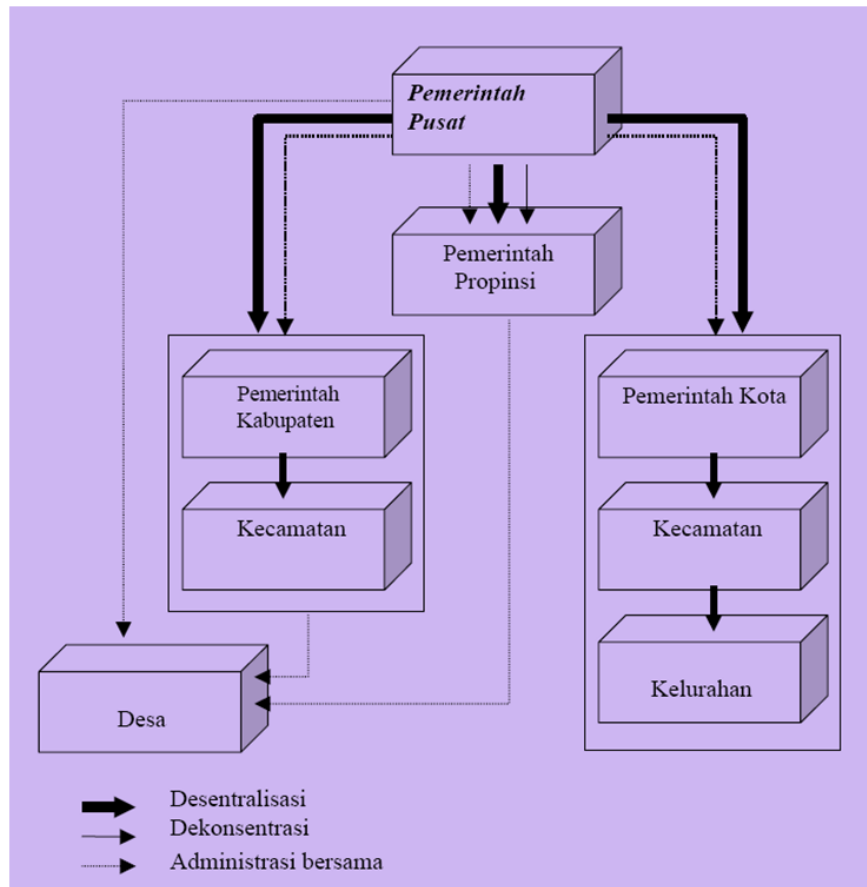 Pemerintah
Pusat
Pemerintah
Propinsi
Pemerintah
Kabupaten
Kecamatan
Pemerintah Kota
Kecamatan
Kelurahan
Desa
Desentralisasi
Dekonsentrasi
Administrasi bersama